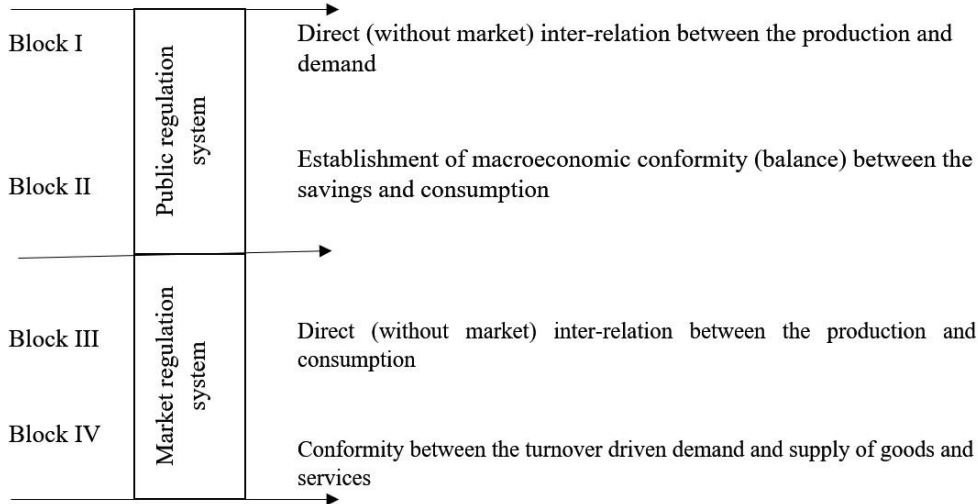 Block I
Public regulation
system
Direct (without market) inter-relation between the production and
demand
Block II
Establishment of macroeconomic conformity (balance) between the
savings and consumption
Block III
Market regulation
system
Direct (without market) inter-relation between the production and
consumption
Block IV
Conformity between the turnover driven demand and supply of goods and
services